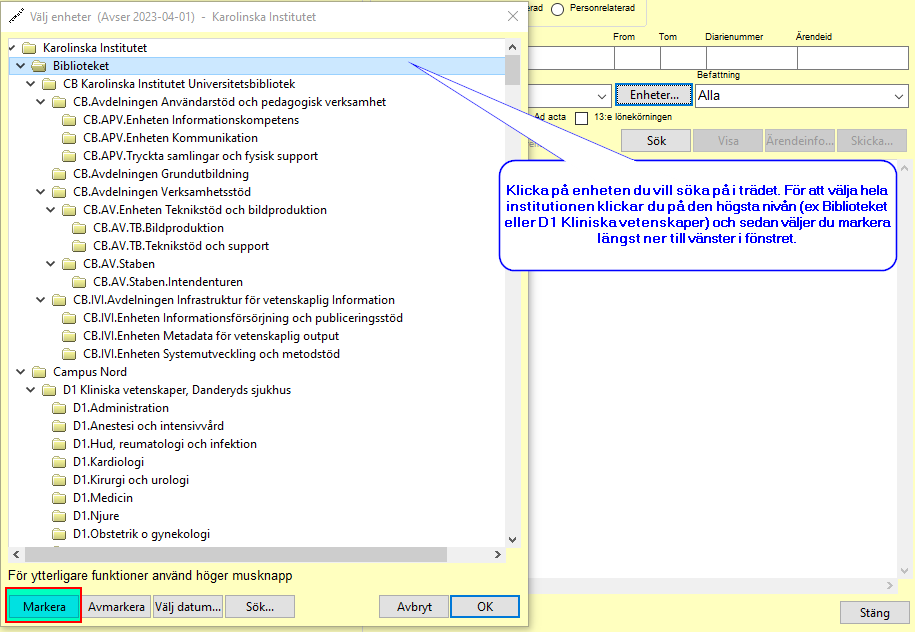 Välj enheter (Avser 2023-04-01) - Karolinska Institutet
Karolinska Institutet
Biblioteket
CB Karolinska Institutet Universitetsbibliotek
CB.Avdelningen Användarstöd och pedagogisk verksamhet
CB.APV.Enheten Informationskompetens
CB.APV.Enheten Kommunikation
CB.APV.Tryckta samlingar och fysisk support
CB.Avdelningen Grundutbildning
CB.Avdelningen Verksamhetsstöd
CB.AV.Enheten Teknikstöd och bildproduktion
CB.AV.TB.Bildproduktion
CB.AV.TB.Teknikstöd och support
CB.AV.Staben
CB.AV.Staben.Intendenturen
CB.IVI.Avdelningen Infrastruktur för vetenskaplig Information
CB.IVI.Enheten Informationsförsörjning och publiceringsstöd
CB.IVI.Enheten Metadata för vetenskaplig output
CB.IVI.Enheten Systemutveckling och metodstöd
Campus Nord
D1 Kliniska vetenskaper, Danderyds sjukhus
D1.Administration
D1.Anestesi och intensivvård
D1.Hud, reumatologi och infektion
D1.Kardiologi
D1.Kirurgi och urologi
D1.Medicin
D1.Njure
D1.Obstetrik o gynekologi
För ytterligare funktioner använd höger musknapp
Markera Avmarkera Välj datum... Sök... Avbryt OK
rad Personrelaterad
From Tom Diarienummer Ärendeid
Befattning
Enheter... Alla
Ad acta 13:e lönekörningen
Sök Visa Ärendeinfo... Skicka...
Klicka på enheten du vill söka på i trädet. För att välja hela
institutionen klickar du på den högsta nivån (ex Biblioteket
eller D1 Kliniska vetenskaper) och sedan väljer du markera
längst ner till vänster i fönstret.
Stäng